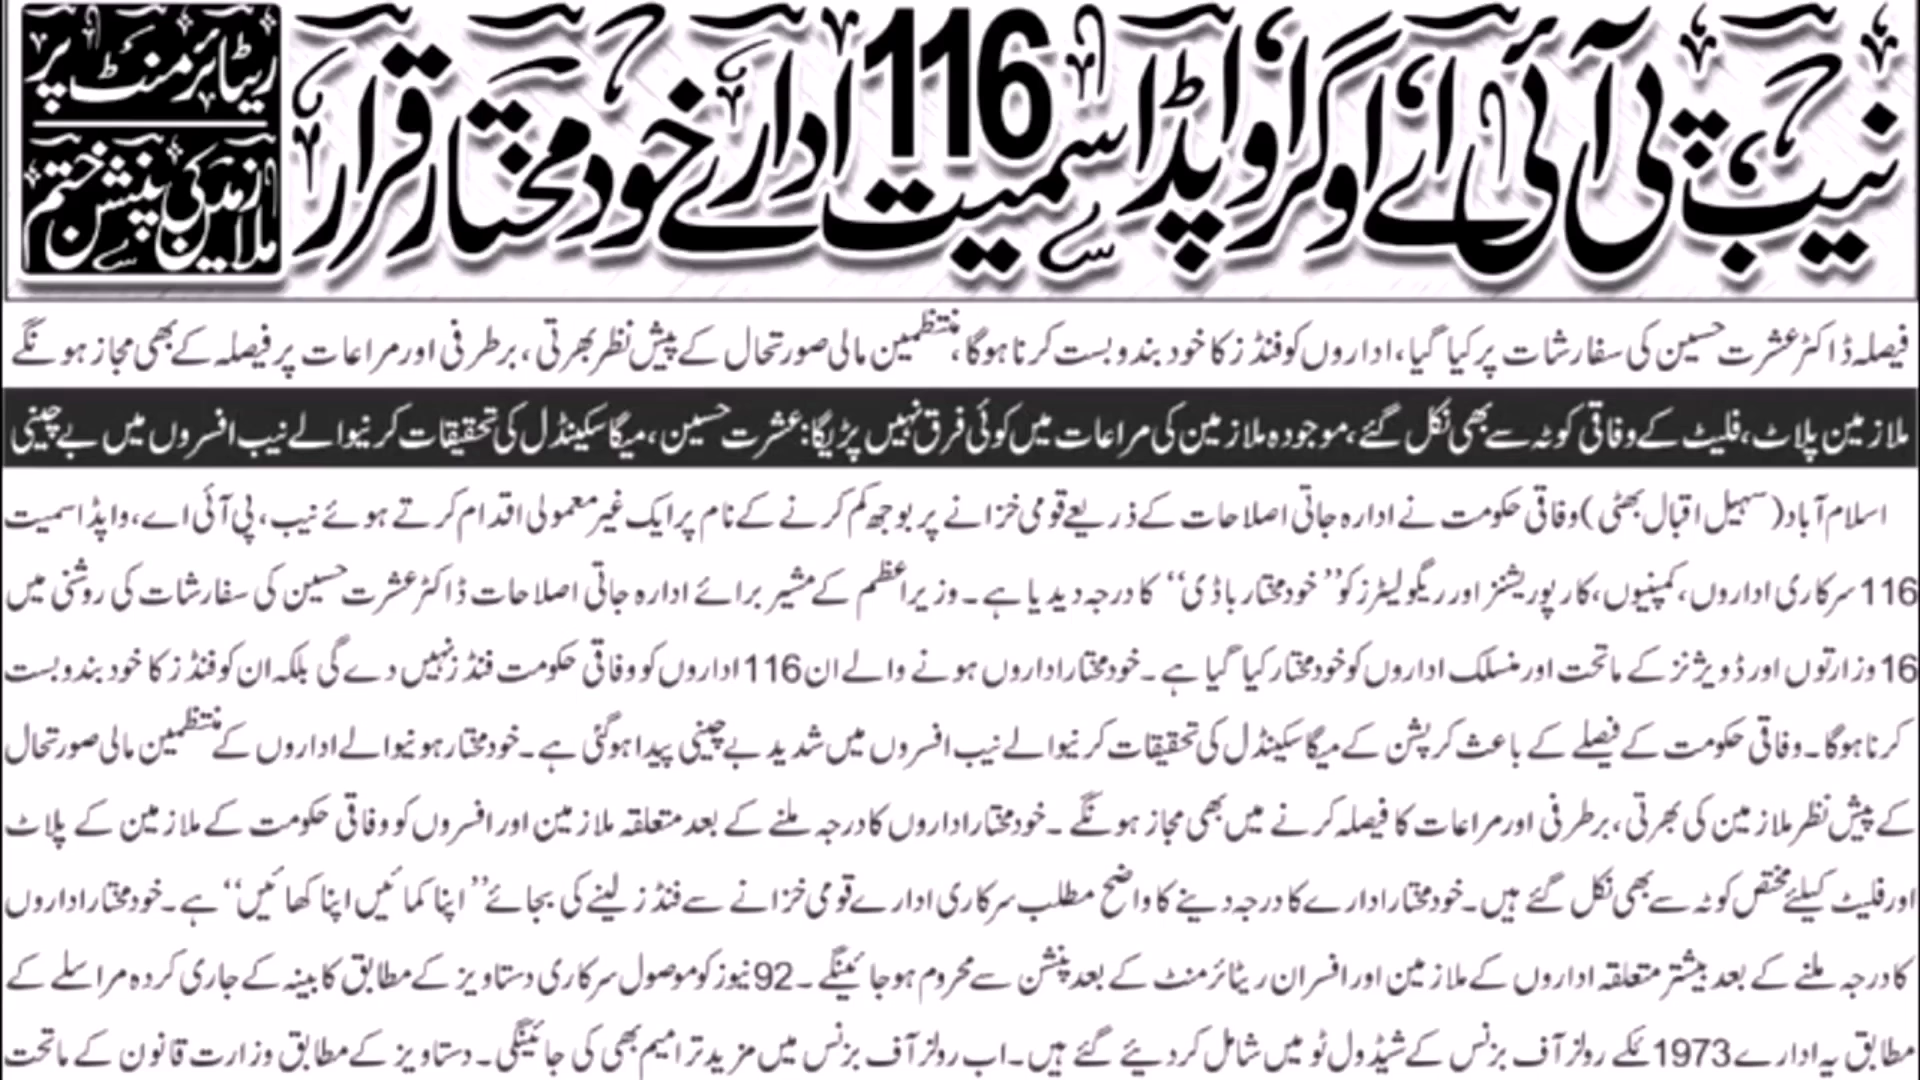 نیب، پی آئی اے، اوگرا، واپڈا سمیت 116 ادارے خود مختار قرار
ریٹائرمنٹ پر
ملازمین کی پنشن ختم
فیصلہ ڈاکٹر عشرت حسین کی سفارشات پر کیا گیا، اداروں کو فنڈز کا خود بندوبست کرنا ہوگا، منتظمین مالی صورتحال کے پیش نظر بھرتی، برطرفی اور مراعات پر فیصلہ کے بھی مجاز ہونگے
ملازمین پلاٹ، فلیٹ کے وفاقی کوٹہ سے بھی نکل گئے، موجودہ ملازمین کی مراعات میں کوئی فرق نہیں پڑیگا: عشرت حسین، میگا سکینڈل کی تحقیقات کرنیوالے نیب افسروں میں بے چینی
اسلام آباد (سہیل اقبال بھٹی) وفاقی حکومت نے ادارہ جاتی اصلاحات کے ذریعے قومی خزانے پر بوجھ کم کرنے کے نام پر ایک غیر معمولی اقدام کرتے ہوئے نیب، پی آئی اے، واپڈا سمیت
116 سرکاری اداروں، کمپنیوں، کارپوریشنز اور ریگولیٹرز کو ’’خود مختار باڈی‘‘ کا درجہ دیدیا ہے۔ وزیراعظم کے مشیر برائے ادارہ جاتی اصلاحات ڈاکٹر عشرت حسین کی سفارشات کی روشنی میں
16 وزارتوں اور ڈویژنز کے ماتحت اور منسلک اداروں کو خود مختار کیا گیا ہے۔ خود مختار اداروں ہونے والے ان 116 اداروں کو وفاقی حکومت فنڈز نہیں دے گی بلکہ ان کو فنڈز کا خود بندوبست
کرنا ہوگا۔ وفاقی حکومت کے فیصلے کے باعث کرپشن کے میگا سکینڈل کی تحقیقات کرنیوالے نیب افسروں میں شدید بے چینی پیدا ہوگئی ہے۔ خود مختار ہونیوالے اداروں کے منتظمین مالی صورتحال
کے پیش نظر ملازمین کی بھرتی، برطرفی اور مراعات کا فیصلہ کرنے میں بھی مجاز ہونگے۔ خود مختار اداروں کا درجہ ملنے کے بعد متعلقہ ملازمین اور افسروں کو وفاقی حکومت کے ملازمین کے پلاٹ
اور فلیٹ کیلئے مختص کوٹہ سے بھی نکل گئے ہیں۔ خود مختار ادارے کا درجہ دینے کا واضح مطلب سرکاری ادارے قومی خزانے سے فنڈز لینے کی بجائے ’’اپنا کمائیں اپنا کھائیں‘‘ ہے۔ خود مختار اداروں
کا درجہ ملنے کے بعد بیشتر متعلقہ اداروں کے ملازمین اور افسران ریٹائرمنٹ کے بعد پنشن سے محروم ہوجائینگے۔ 92 نیوز کو موصول سرکاری دستاویز کے مطابق کابینہ کے جاری کردہ مراسلے کے
مطابق یہ ادارے 1973 کے رولز آف بزنس کے شیڈول ٹو میں شامل کردیئے گئے ہیں۔ اب رولز آف بزنس میں مزید ترامیم بھی کی جائینگی۔ دستاویز کے مطابق وزارت قانون کے ماتحت